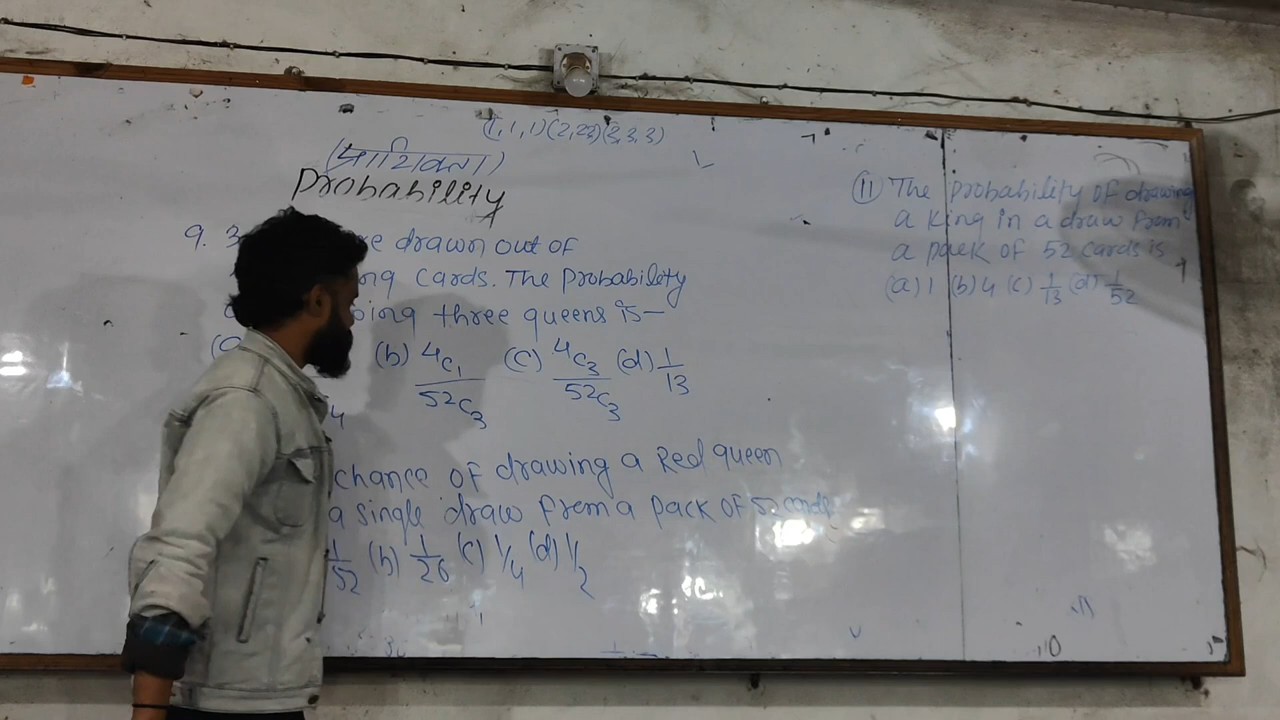 (1,1,1)(2,2,2)(3,3,3)
(प्रायिकता)
Probability
9. 3 drawn out of
cards. The probability
three queens is-
(b) 4c1/52c3 (c) 4c3/52c3 (d) 1/13
4
chance of drawing a Red queen
a single draw from a pack of 52 cards
1/52 (b) 1/26 (c) 1/4 (d) 1/2
(11) The probability of drawing
a king in a draw from
a pack of 52 cards is
(a) 1 (b) 4 (c) 1/13 (d) 1/52